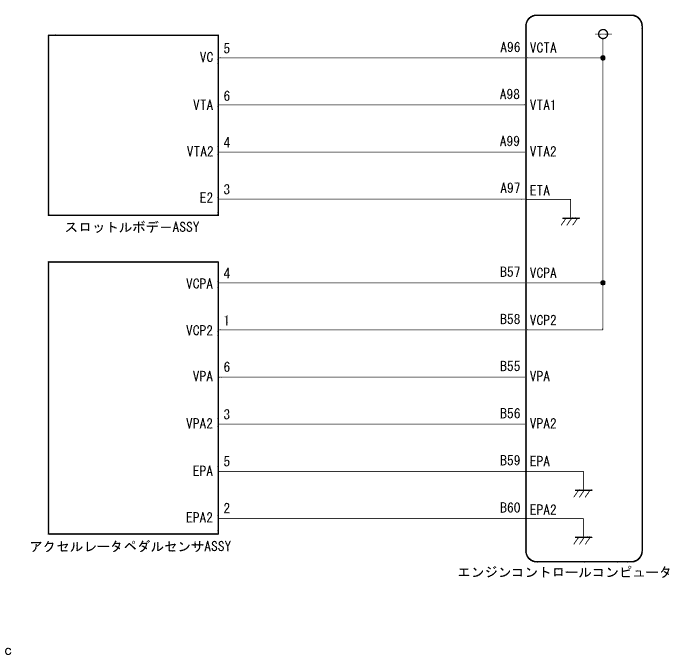 VC 5 A96 VCTA
VTA 6 A98 VTA1
VTA2 4 A99 VTA2
E2 3 A97 ETA
スロットルボデーASSY
VCPA 4 B57 VCPA
VCP2 1 B58 VCP2
VPA 6 B55 VPA
VPA2 3 B56 VPA2
EPA 5 B59 EPA
EPA2 2 B60 EPA2
アクセルレータペダルセンサASSY
エンジンコントロールコンピュータ
c